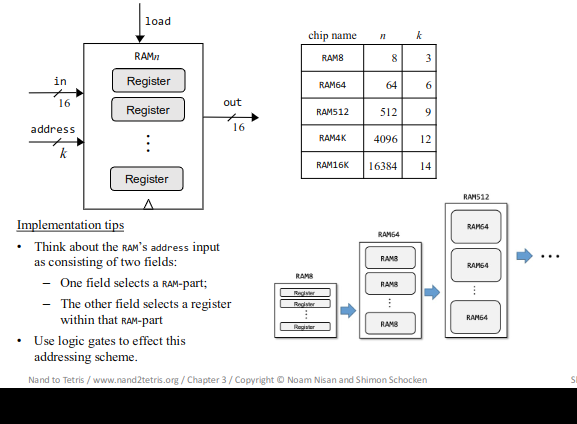 load
RAMn
Register
in
16
Register
out
16
address
k
⋮
Register
chip name n k
RAM8 8 3
RAM64 64 6
RAM512 512 9
RAM4K 4096 12
RAM16K 16384 14
Implementation tips
• Think about the RAM's address input
as consisting of two fields:
– One field selects a RAM-part;
– The other field selects a register
within that RAM-part
• Use logic gates to effect this
addressing scheme.
RAM8
Register
Register
⋮
Register
RAM64
RAM8
RAM8
⋮
RAM8
RAM512
RAM64
RAM64
⋮
RAM64
• • •
Nand to Tetris / www.nand2tetris.org / Chapter 3 / Copyright © Noam Nisan and Shimon Schocken